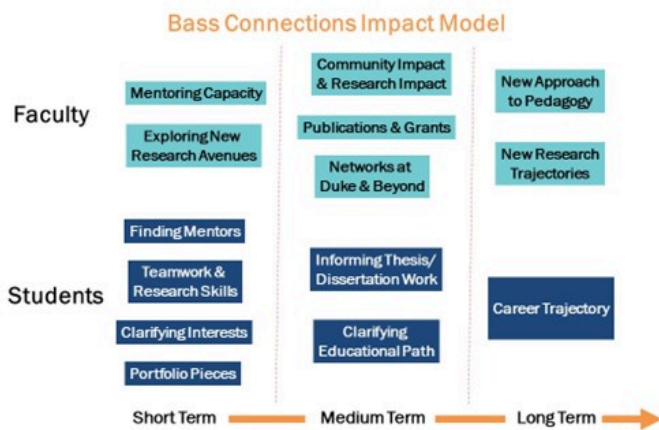 Bass Connections Impact Model
Faculty
Mentoring Capacity
Exploring New
Research Avenues
Community Impact
& Research Impact
Publications & Grants
Networks at
Duke & Beyond
New Approach
to Pedagogy
New Research
Trajectories
Students
Finding Mentors
Teamwork &
Research Skills
Clarifying Interests
Portfolio Pieces
Informing Thesis/
Dissertation Work
Clarifying
Educational Path
Career Trajectory
Short Term
Medium Term
Long Term